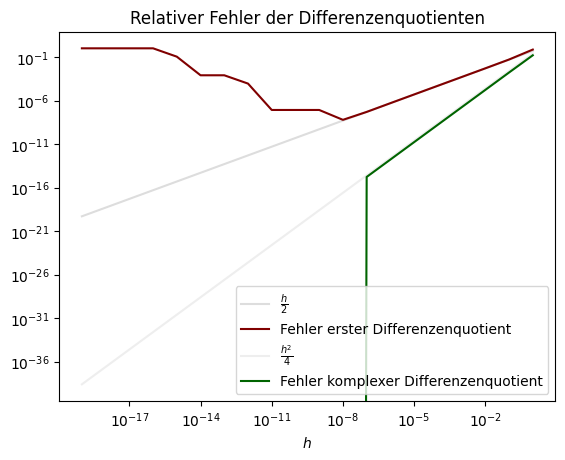 Relativer Fehler der Differenzenquotienten
10⁻¹
10⁻⁶
10⁻¹¹
10⁻¹⁶
10⁻²¹
10⁻²⁶
10⁻³¹
10⁻³⁶
h/2
Fehler erster Differenzenquotient
h²/4
Fehler komplexer Differenzenquotient
10⁻¹⁷ 10⁻¹⁴ 10⁻¹¹ 10⁻⁸ 10⁻⁵ 10⁻²
h